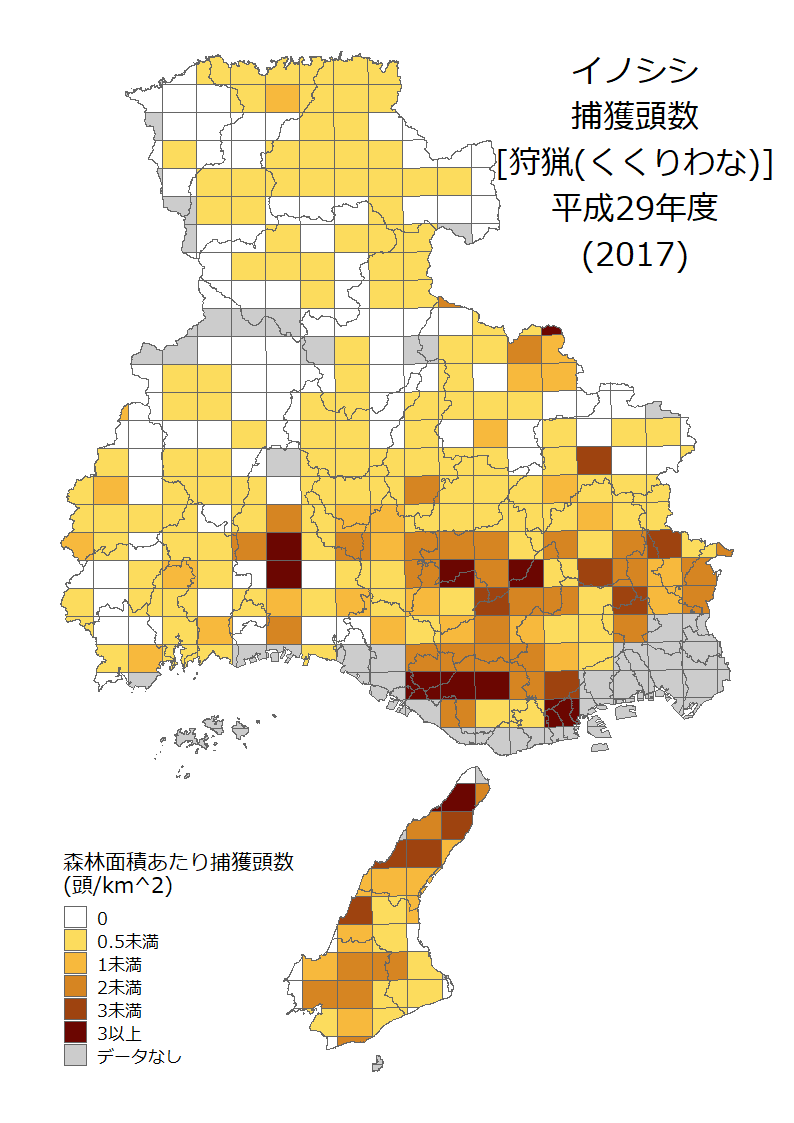 イノシシ
捕獲頭数
[狩猟(くくりわな)]
平成29年度
(2017)
森林面積あたり捕獲頭数
(頭/km^2)
0
0.5未満
1未満
2未満
3未満
3以上
データなし